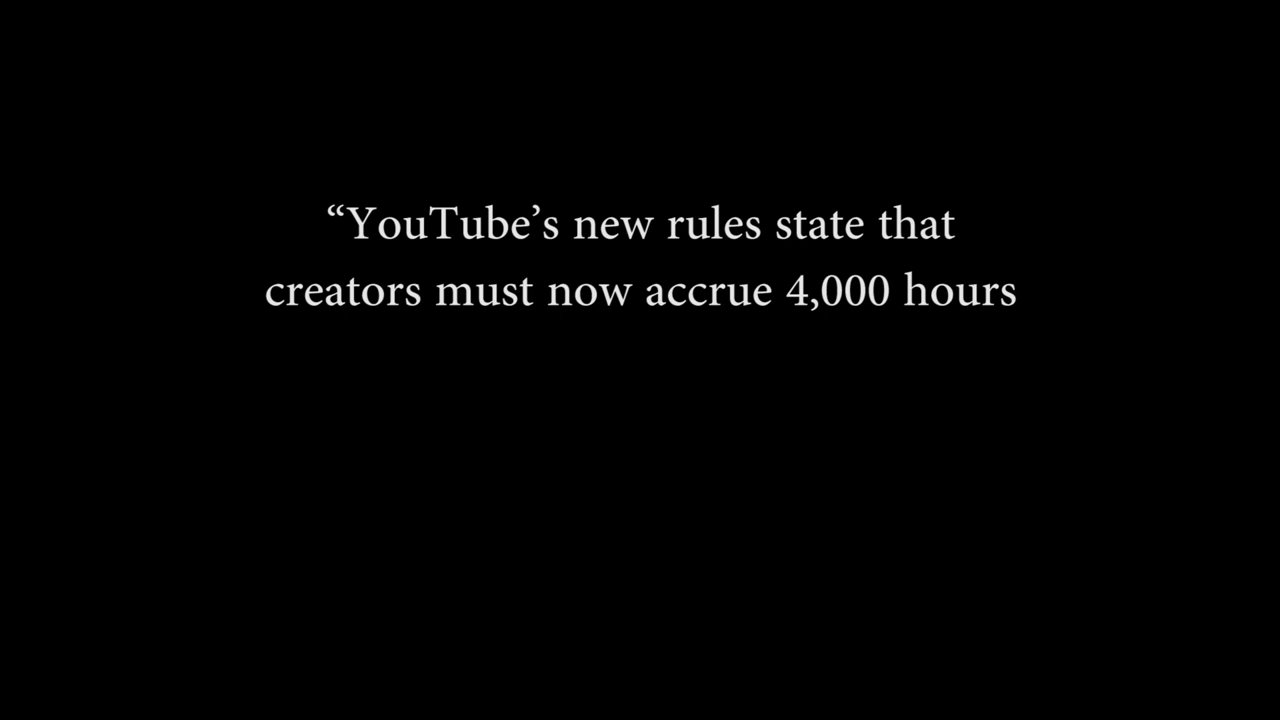 “YouTube’s new rules state that
creators must now accrue 4,000 hours